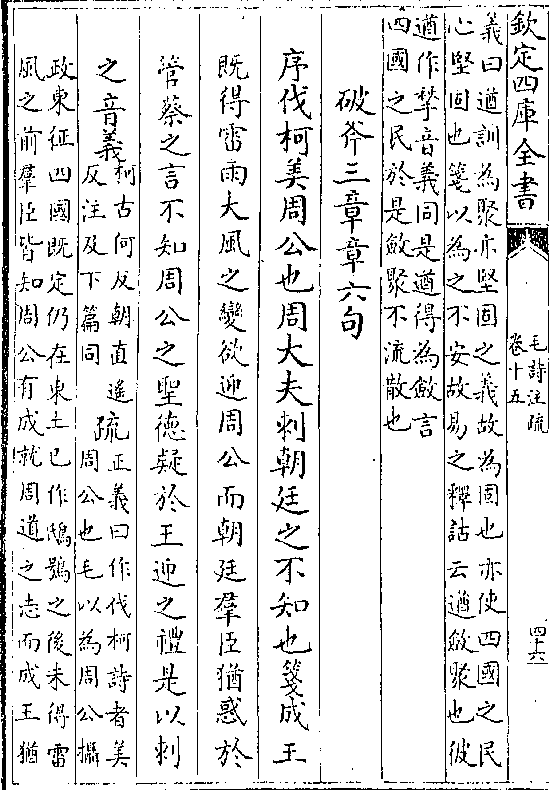 欽定四庫全書
毛詩注疏
卷十五
四十六
義曰遒訓為聚亦堅固之義故為固也亦使四國之民
心堅固也箋以為之不安故易之釋詁云遒斂聚也彼
遒作揫音義同是遒得為斂言
四國之民於是斂聚不流散也
破斧三章章六句
序伐柯美周公也周大夫刺朝廷之不知也箋成王
既得雷雨大風之變欲迎周公而朝廷羣臣猶惑於
管蔡之言不知周公之聖德疑於王迎之禮是以刺
之音義
柯古何反朝直遙
反注及下篇同
疏
正義曰作伐柯詩者美
周公也毛以為周公攝
政東征四國既定仍在東土已作鴟鴞之後未得雷
風之前羣臣皆知周公有成就周道之志而成王猶